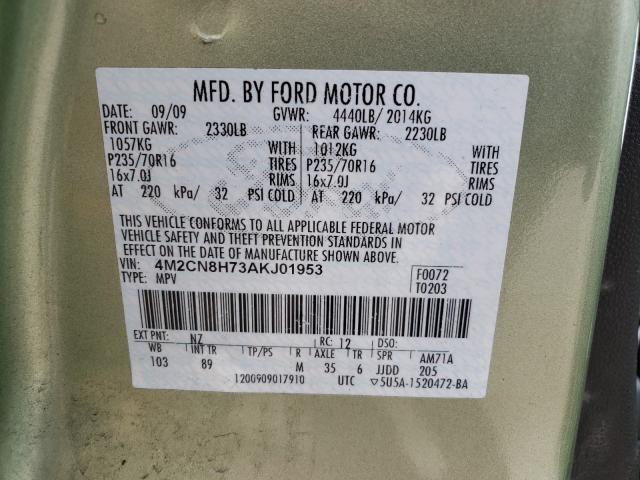 MFD. BY FORD MOTOR CO.
DATE: 09/09 GVWR: 4440LB/ 2014KG
FRONT GAWR: 2330LB REAR GAWR: 2230LB
1057KG WITH 1012KG WITH
P235/70R16 TIRES P235/70R16 TIRES
16x7.0J RIMS 16x7.0J RIMS
AT 220 kPa/ 32 PSI COLD AT 220 kPa/ 32 PSI COLD
THIS VEHICLE CONFORMS TO ALL APPLICABLE FEDERAL MOTOR
VEHICLE SAFETY AND THEFT PREVENTION STANDARDS IN
EFFECT ON THE DATE OF MANUFACTURE SHOWN ABOVE.
VIN: 4M2CN8H73AKJ01953 F0072
TYPE: MPV T0203
EXT PNT: NZ RC: 12 DSO:
WB INT TR TP/PS R AXLE TR SPR AM71A
103 89 M 35 6 JJDD 205
1200909017910 UTC ▽5U5A-1520472-BA